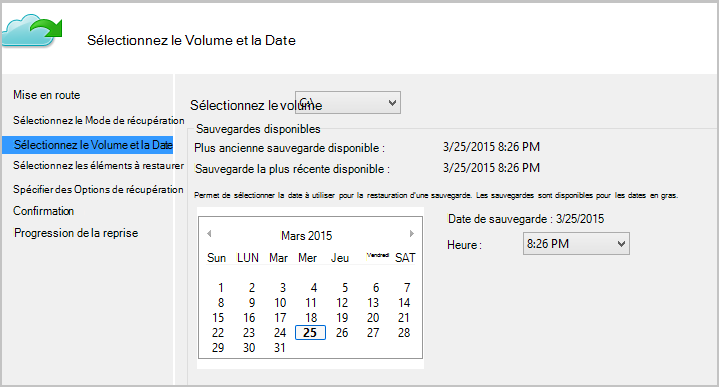 Sélectionnez le Volume et la Date
Mise en route
Sélectionnez le Mode de récupération
Sélectionnez le Volume et la Date
Sélectionnez les éléments à restaurer
Spécifier des Options de récupération
Confirmation
Progression de la reprise
Sélectionnez le volume G:\
Sauvegardes disponibles
Plus ancienne sauvegarde disponible : 3/25/2015 8:26 PM
Sauvegarde la plus récente disponible : 3/25/2015 8:26 PM
Permet de sélectionner la date à utiliser pour la restauration d'une sauvegarde. Les sauvegardes sont disponibles pour les dates en gras.
Mars 2015
Sun LUN Mar Mer Jeu Vendredi SAT
1 2 3 4 5 6 7
8 9 10 11 12 13 14
15 16 17 18 19 20 21
22 23 24 25 26 27 28
29 30 31
Date de sauvegarde : 3/25/2015
Heure : 8:26 PM